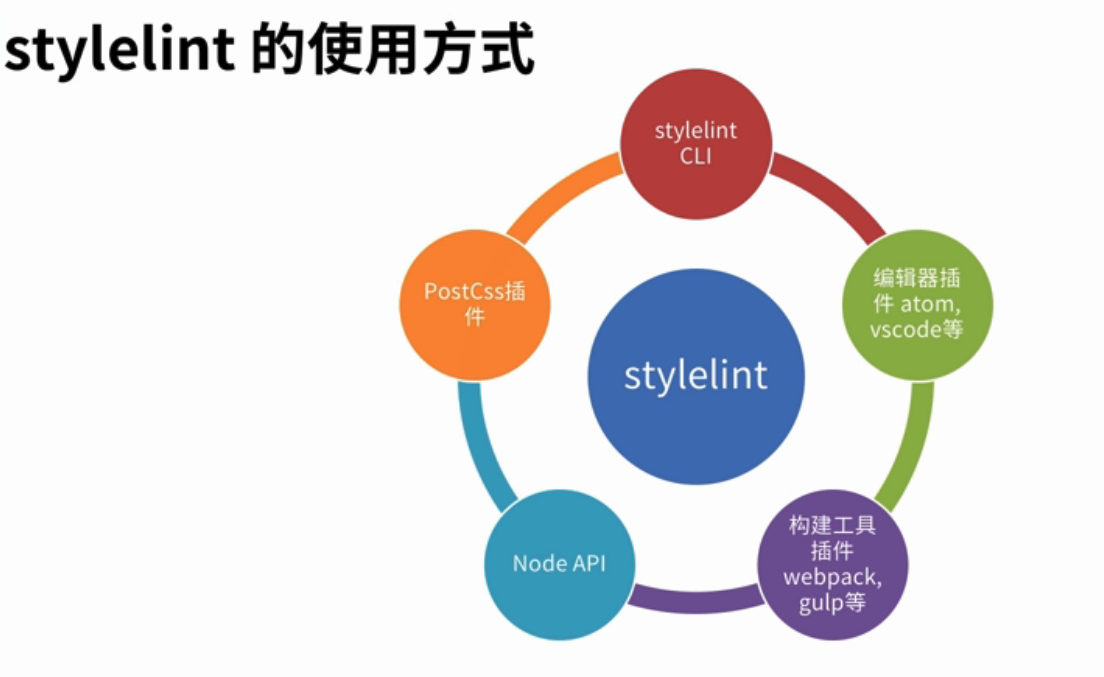 stylelint 的使用方式
stylelint
CLI
编辑器插
件 atom,
vscode等
构建工具
插件
webpack,
gulp等
Node API
PostCss插
件
stylelint